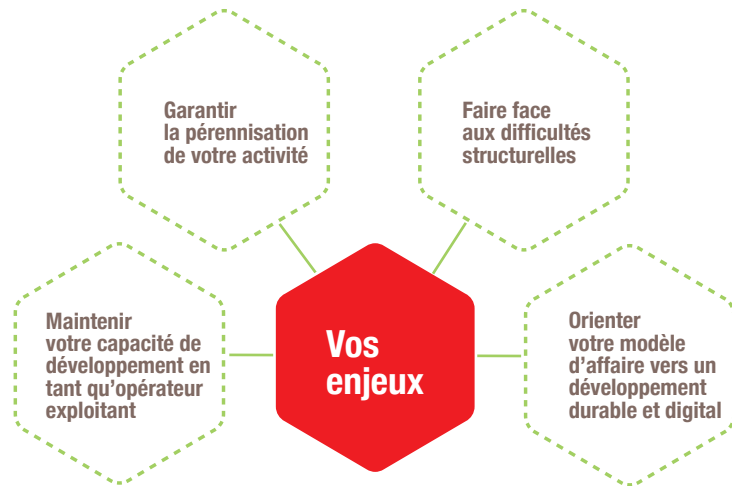 Garantir
la pérennisation
de votre activité
Faire face
aux difficultés
structurelles
Maintenir
votre capacité de
développement en
tant qu’opérateur
exploitant
Vos
enjeux
Orienter
votre modèle
d’affaire vers un
développement
durable et digital